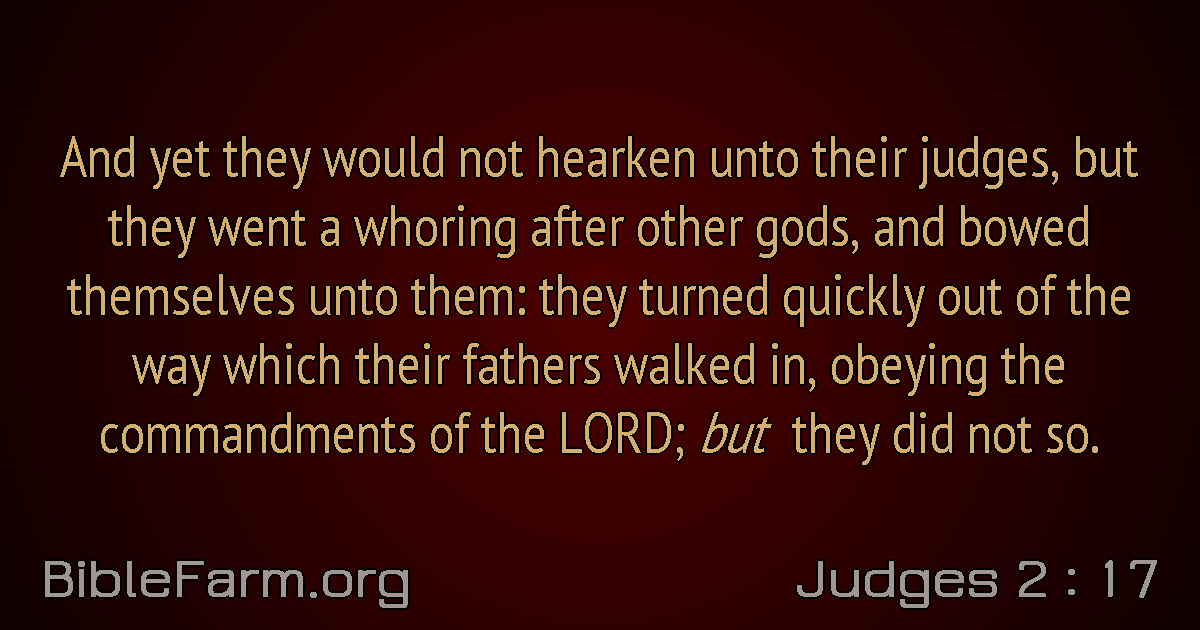 And yet they would not hearken unto their judges, but
they went a whoring after other gods, and bowed
themselves unto them: they turned quickly out of the
way which their fathers walked in, obeying the
commandments of the LORD; but they did not so.
BibleFarm.org
Judges 2 : 17